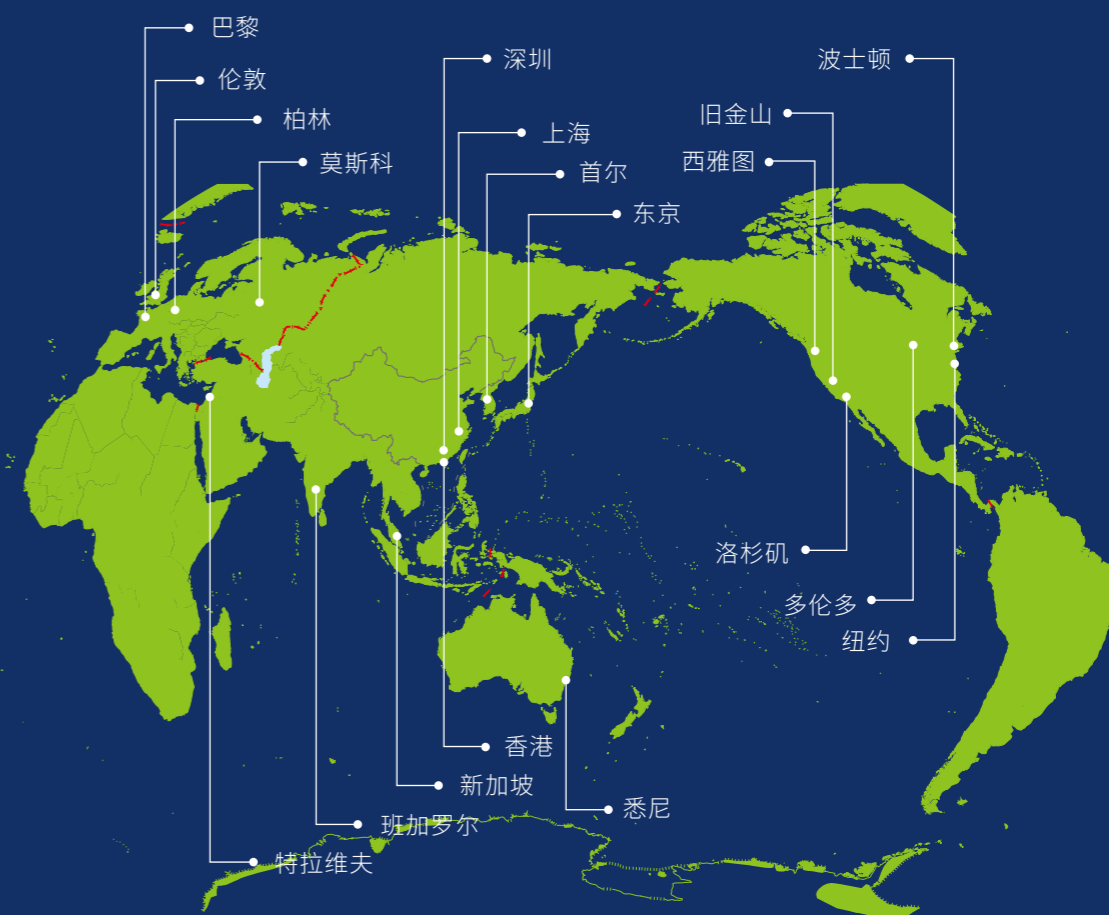 巴黎
伦敦
柏林
莫斯科
深圳
上海
首尔
东京
波士顿
旧金山
西雅图
洛杉矶
多伦多
纽约
香港
新加坡
悉尼
班加罗尔
特拉维夫